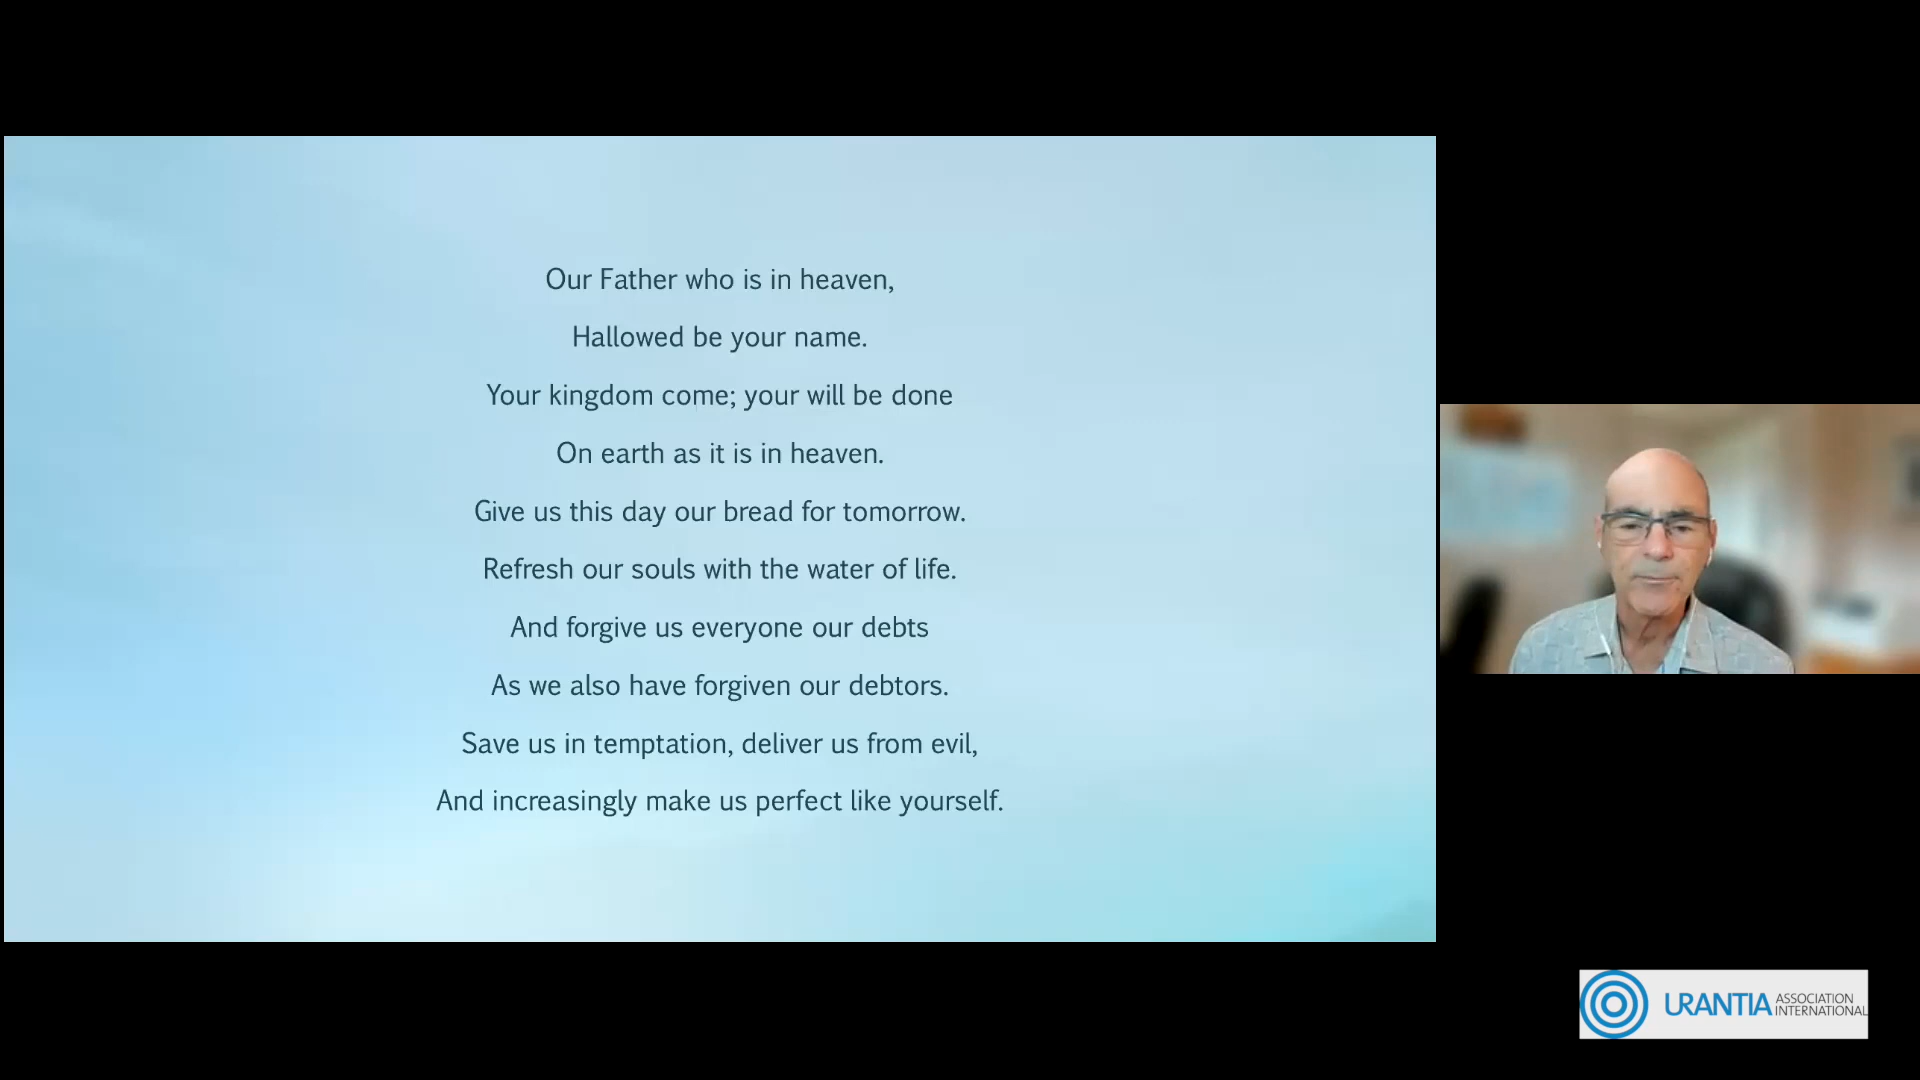 Our Father who is in heaven,
Hallowed be your name.
Your kingdom come; your will be done
On earth as it is in heaven.
Give us this day our bread for tomorrow.
Refresh our souls with the water of life.
And forgive us everyone our debts
As we also have forgiven our debtors.
Save us in temptation, deliver us from evil,
And increasingly make us perfect like yourself.
URANTIA ASSOCIATION
INTERNATIONAL